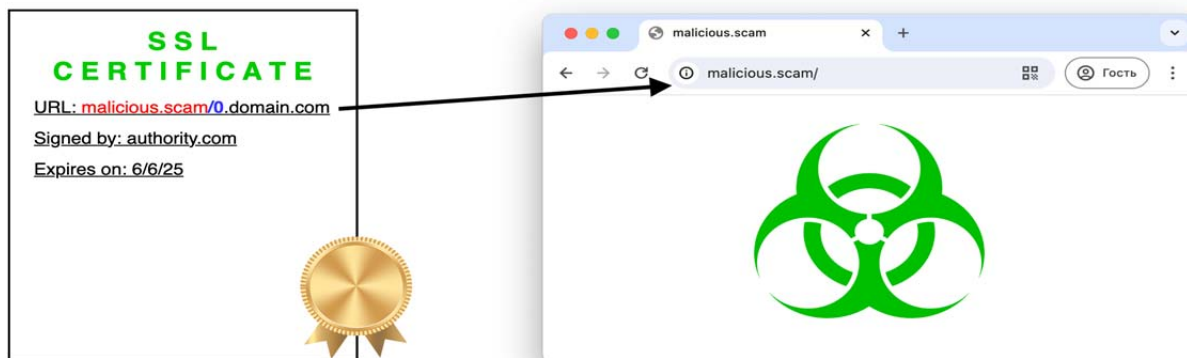 SSL
CERTIFICATE
URL: malicious.scam/0.domain.com
Signed by: authority.com
Expires on: 6/6/25
malicious.scam
malicious.scam/
Гость